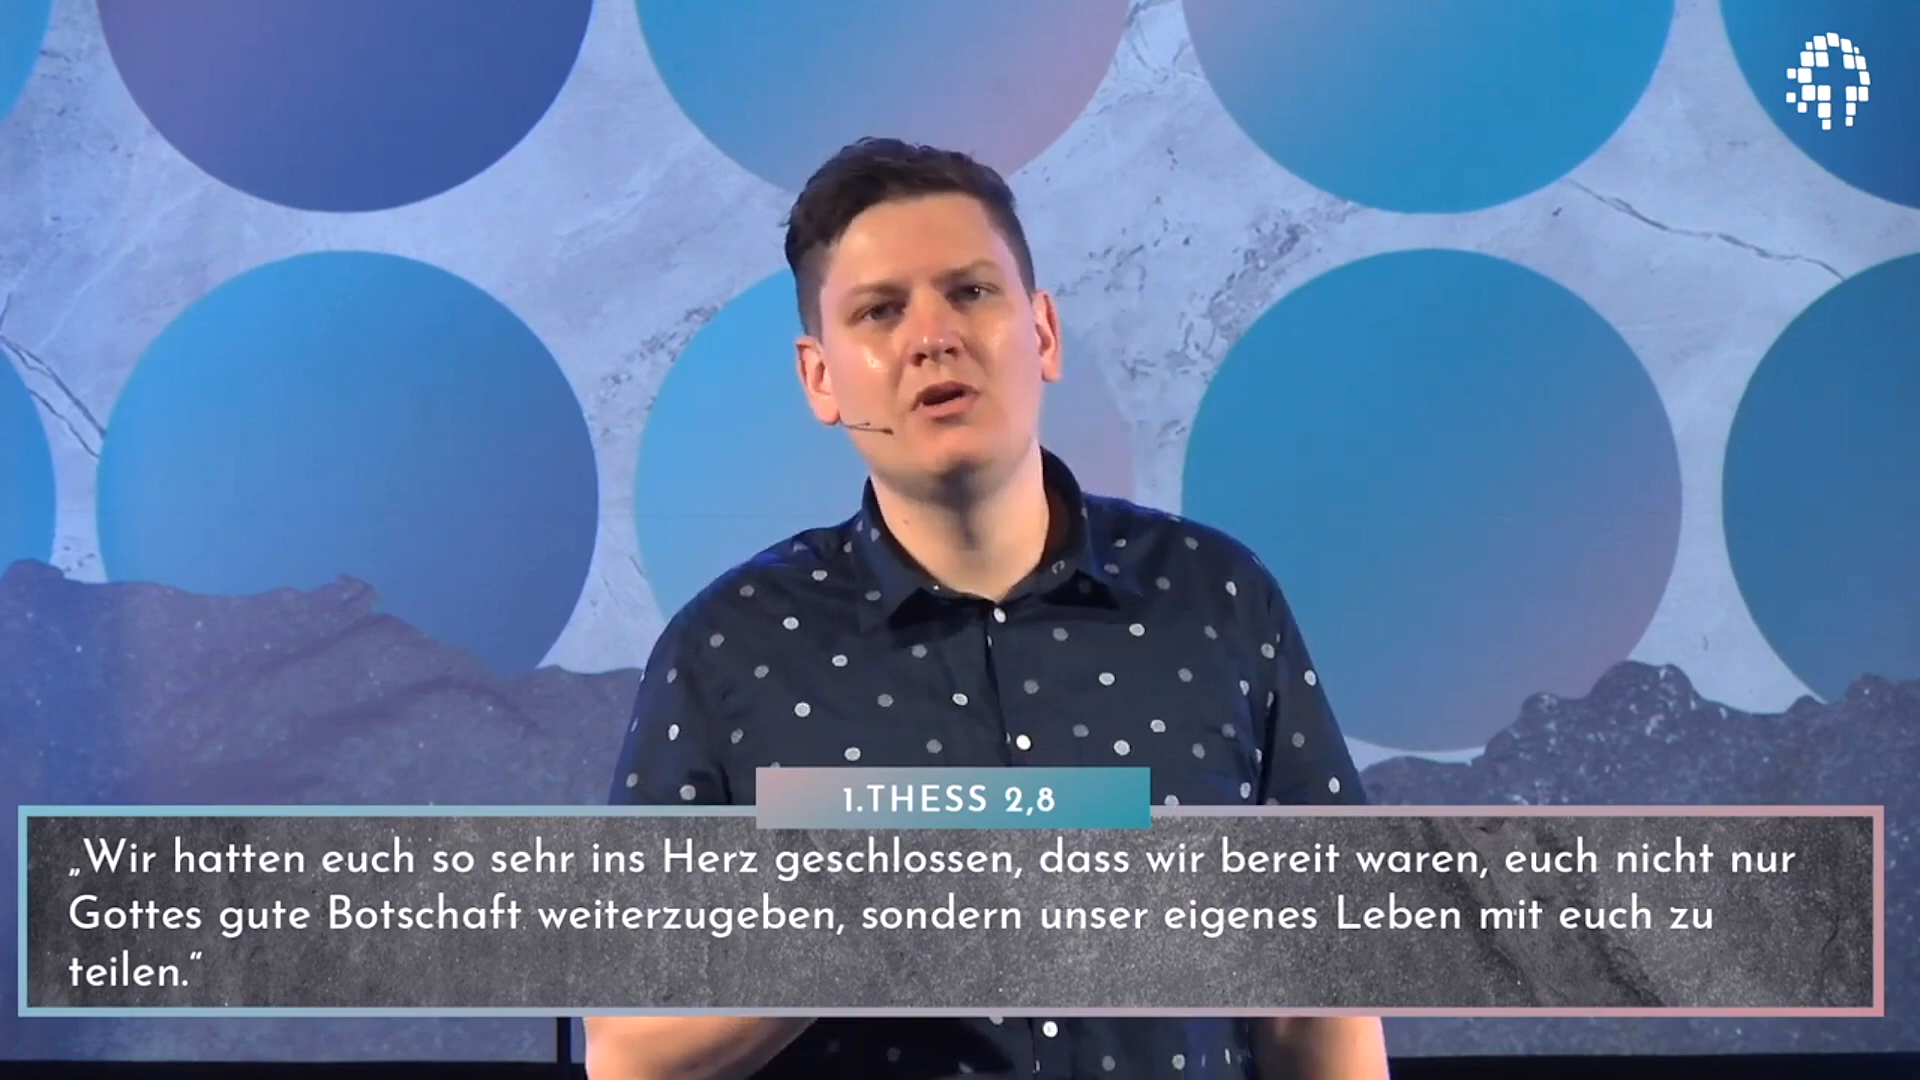 1.THESS 2,8
„Wir hatten euch so sehr ins Herz geschlossen, dass wir bereit waren, euch nicht nur
Gottes gute Botschaft weiterzugeben, sondern unser eigenes Leben mit euch zu
teilen.“